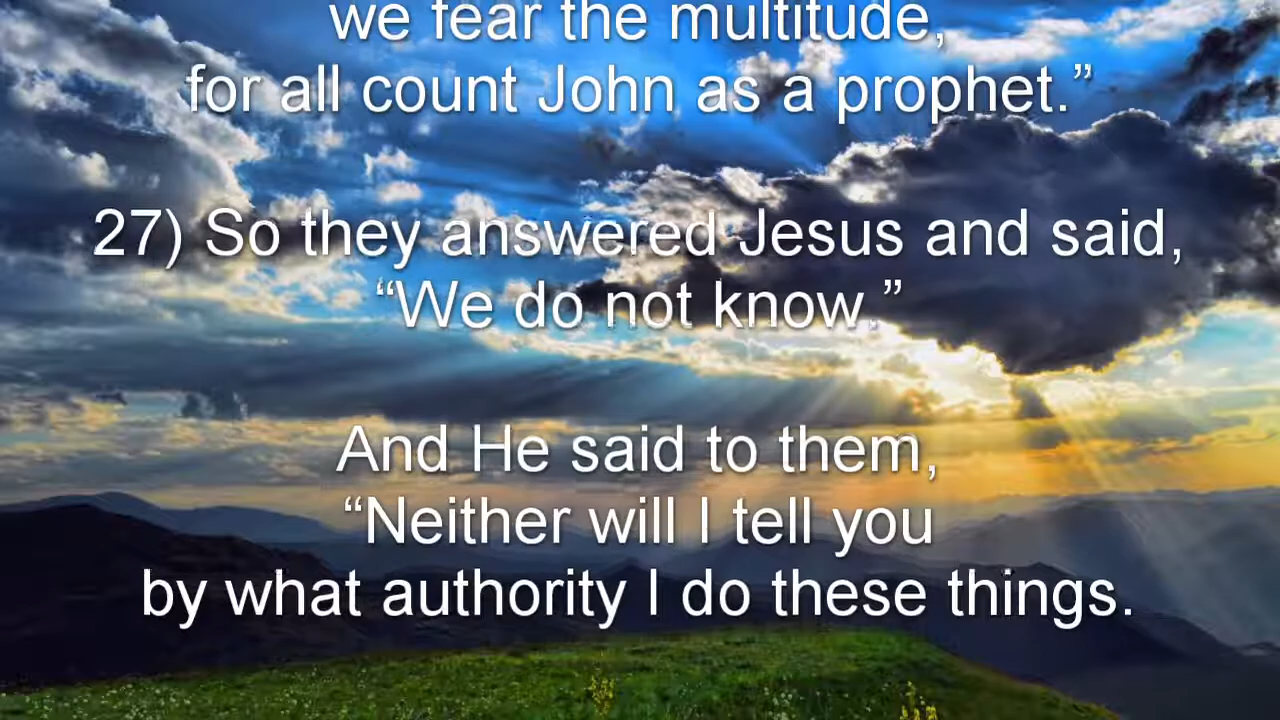 we fear the multitude,
for all count John as a prophet.”
27) So they answered Jesus and said,
“We do not know.”
And He said to them,
“Neither will I tell you
by what authority I do these things.